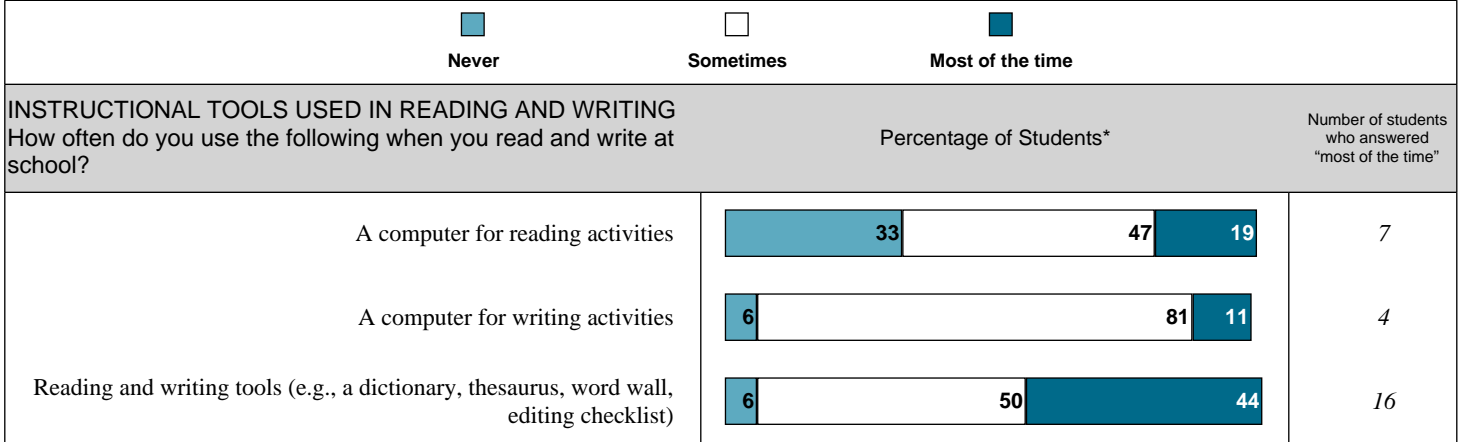 Never Sometimes Most of the time
INSTRUCTIONAL TOOLS USED IN READING AND WRITING
How often do you use the following when you read and write at
school?
Percentage of Students*
Number of students
who answered
“most of the time”
A computer for reading activities 33 47 19 7
A computer for writing activities 6 81 11 4
Reading and writing tools (e.g., a dictionary, thesaurus, word wall,
editing checklist) 6 50 44 16